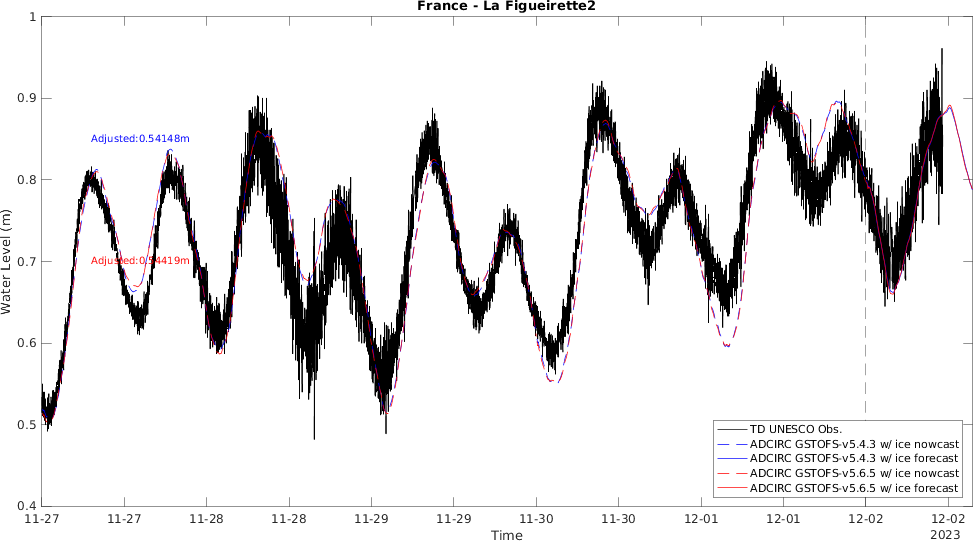 France - La Figueirette2
Water Level (m)
1
0.9
0.8
0.7
0.6
0.5
0.4
Adjusted:0.54148m
Adjusted:0.54419m
TD UNESCO Obs.
ADCIRC GSTOFS-v5.4.3 w/ ice nowcast
ADCIRC GSTOFS-v5.4.3 w/ ice forecast
ADCIRC GSTOFS-v5.6.5 w/ ice nowcast
ADCIRC GSTOFS-v5.6.5 w/ ice forecast
11-27 11-27 11-28 11-28 11-29 11-29 11-30 11-30 12-01 12-01 12-02 12-02
2023
Time